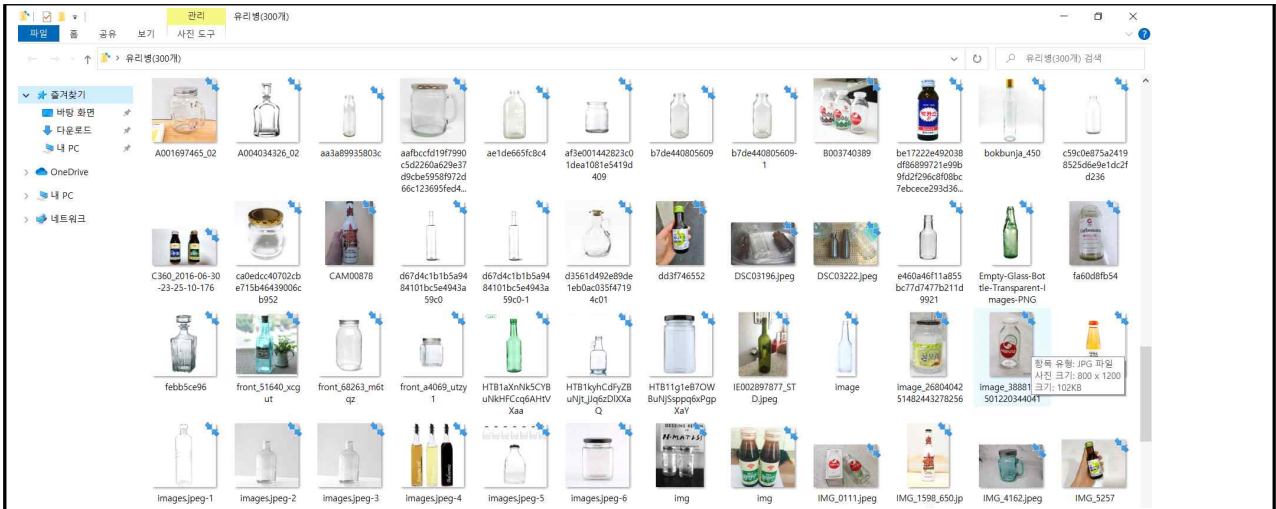 관리
유리병(300개)
파일
홈
공유
보기
사진 도구
유리병(300개)
유리병(300개) 검색
즐겨찾기
바탕 화면
다운로드
내 PC
OneDrive
내 PC
네트워크
A001697465_02
A004034326_02
aa3a89935803c
aafbccfd19f7990
c5d2260a629e37
d9cbe5958f972d
66c123695fed4...
ae1de665fc8c4
af3e001442823c0
1dea1081e5419d
409
b7de440805609
b7de440805609-
1
B003740389
be17222e492038
df86899721e99b
9fd2f296c8f08bc
7ebcece293d36...
bokbunja_450
c59c0e875a2419
8525d6e9e1dc2f
d236
C360_2016-06-30
-23-25-10-176
ca0edcc40702cb
e715b46439006c
b952
CAM00878
d67d4c1b1b5a94
84101bc5e4943a
59c0
d67d4c1b1b5a94
84101bc5e4943a
59c0-1
d3561d492e89de
1eb0ac035f4719
4c01
dd3f746552
DSC03196.jpeg
DSC03222.jpeg
e460a46f11a855
bc77d7477b211d
9921
Empty-Glass-Bot
tle-Transparent-I
mages-PNG
fa60d8fb54
febb5ce96
front_51640_xcg
ut
front_68263_m6t
qz
front_a4069_utzy
1
HTB1aXnNk5CYB
uNkHFCcq6AHtV
Xaa
HTB1kyhCdFyZB
uNjt_JJq6zDlXXa
Q
HTB11g1eB7OW
BuNjSsppq6xPgp
XaY
IE002897877_ST
D.jpeg
image
image_26804042
51482443278256
image_38881
501220344041
항목 유형: JPG 파일
사진 크기: 800 x 1200
크기: 102KB
images.jpeg-1
images.jpeg-2
images.jpeg-3
images.jpeg-4
images.jpeg-5
images.jpeg-6
img
img
IMG_0111.jpeg
IMG_1598_650.jp
IMG_4162.jpeg
IMG_5257